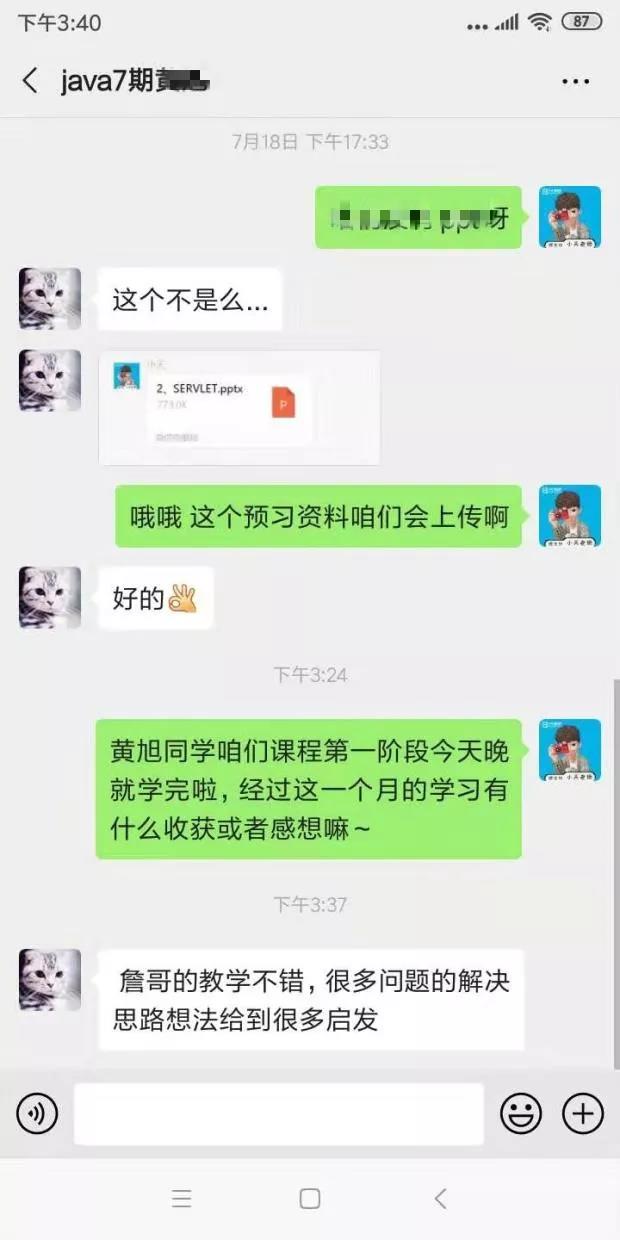 下午3:40
87
java7期黄
7月18日 下午17:33
ppt呀
这个不是么...
小天
2、SERVLET.pptx
773.0K
P
哦哦 这个预习资料咱们会上传啊
好的
下午3:24
黄旭同学咱们课程第一阶段今天晚
就学完啦，经过这一个月的学习有
什么收获或者感想嘛～
下午3:37
詹哥的教学不错，很多问题的解决
思路想法给到很多启发